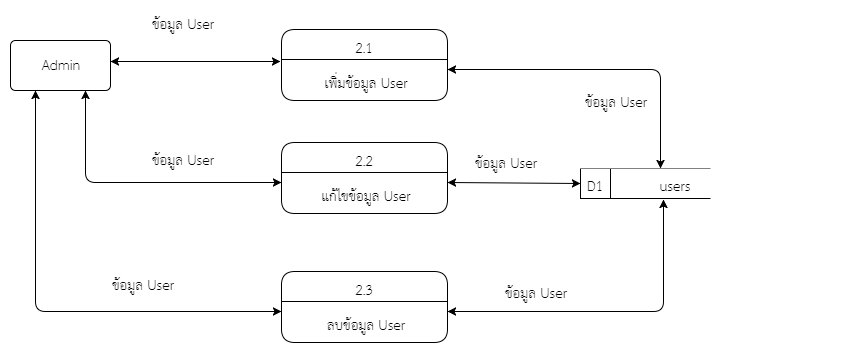 ข้อมูล User
2.1
Admin
เพิ่มข้อมูล User
ข้อมูล User
ข้อมูล User
2.2
ข้อมูล User
D1
users
แก้ไขข้อมูล User
ข้อมูล User
2.3
ข้อมูล User
ลบข้อมูล User